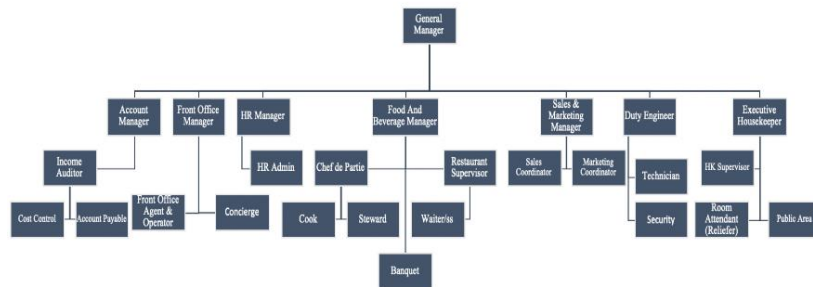 General
Manager
Account
Manager
Front Office
Manager
HR Manager
Food And
Beverage Manager
Sales &
Marketing
Manager
Duty Engineer
Executive
Housekeeper
Income
Auditor
HR Admin
Chef de Partie
Restaurant
Supervisor
Sales
Coordinator
Marketing
Coordinator
Technician
HK Supervisor
Cost Control
Account Payable
Front Office
Agent &
Operator
Concierge
Cook
Steward
Waiter/ss
Security
Room
Attendant
(Reliefer)
Public Area
Banquet